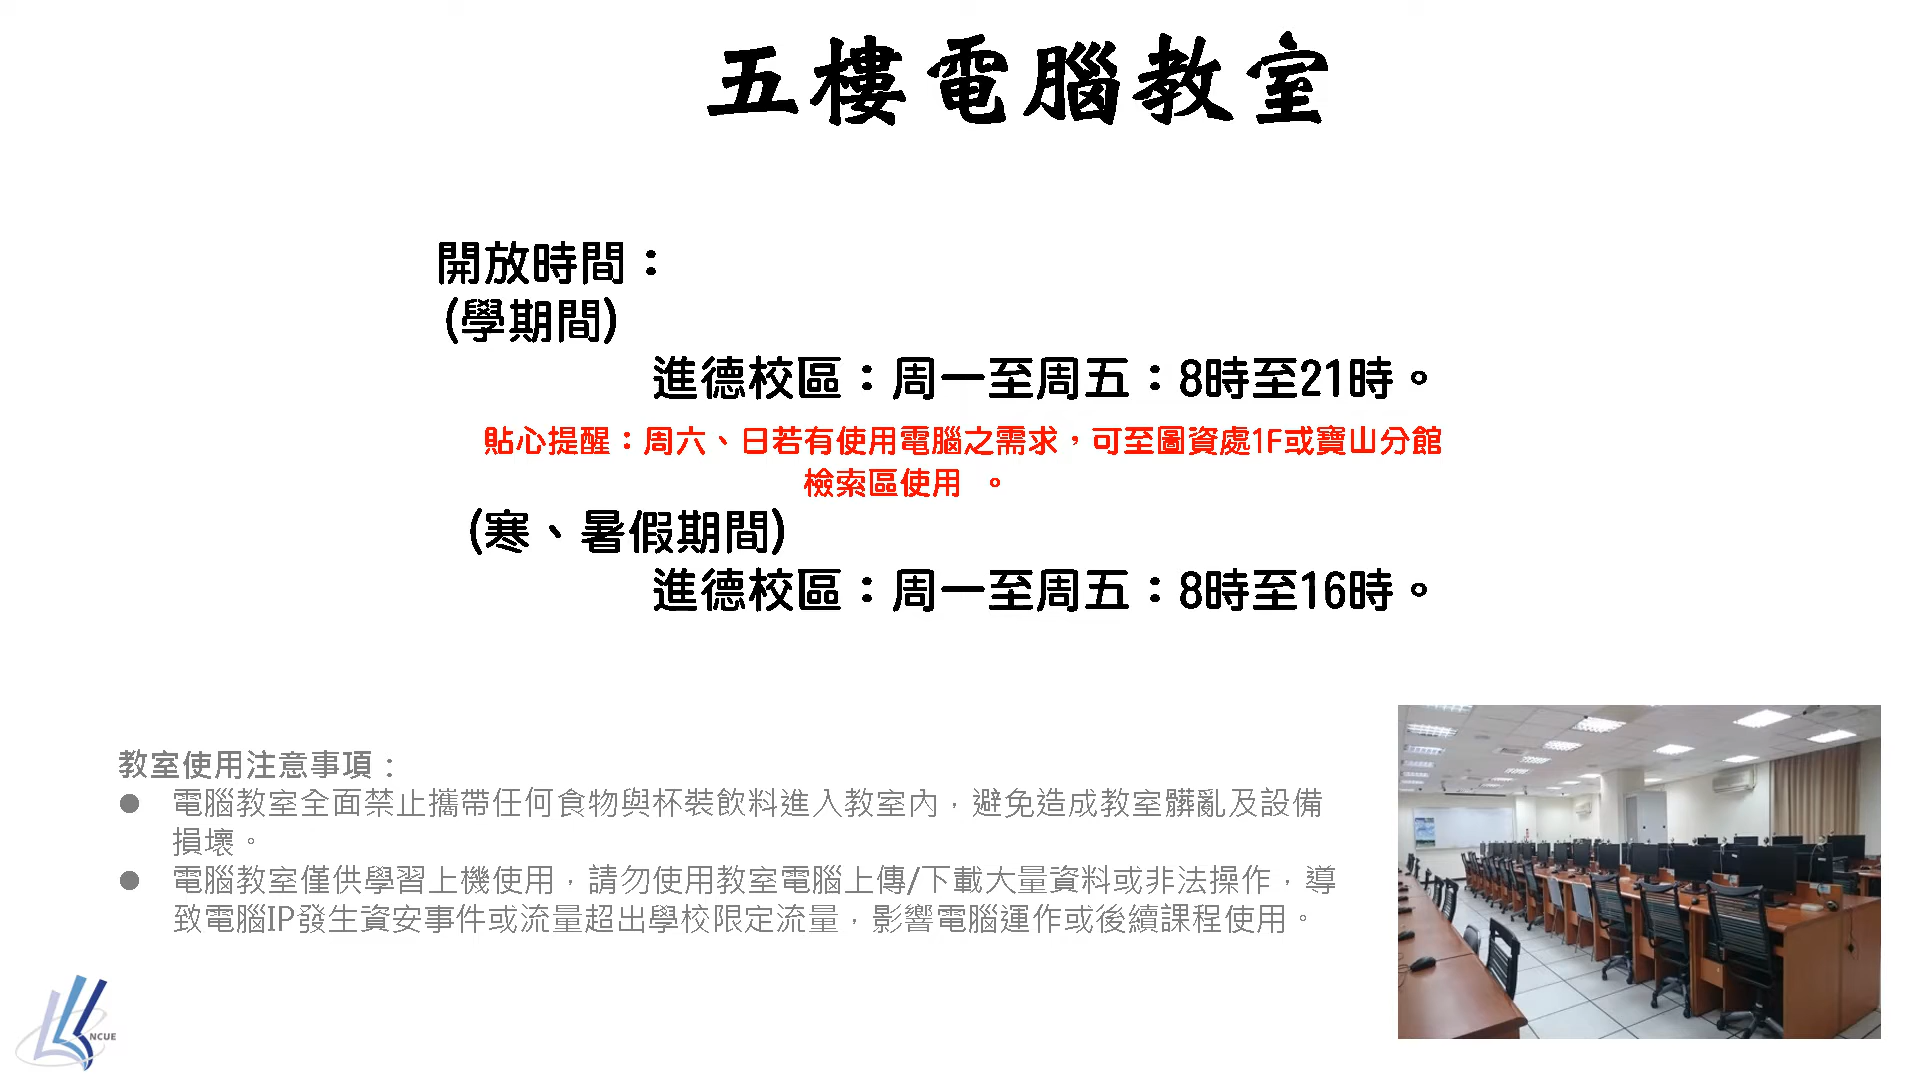 五樓電腦教室
開放時間：
(學期間)
進德校區：周一至周五：8時至21時。
貼心提醒：周六、日若有使用電腦之需求，可至圖資處1F或寶山分館
檢索區使用 。
(寒、暑假期間)
進德校區：周一至周五：8時至16時。
教室使用注意事項：
● 電腦教室全面禁止攜帶任何食物與杯裝飲料進入教室內，避免造成教室髒亂及設備
損壞。
● 電腦教室僅供學習上機使用，請勿使用教室電腦上傳/下載大量資料或非法操作，導
致電腦IP發生資安事件或流量超出學校限定流量，影響電腦運作或後續課程使用。
NCUE